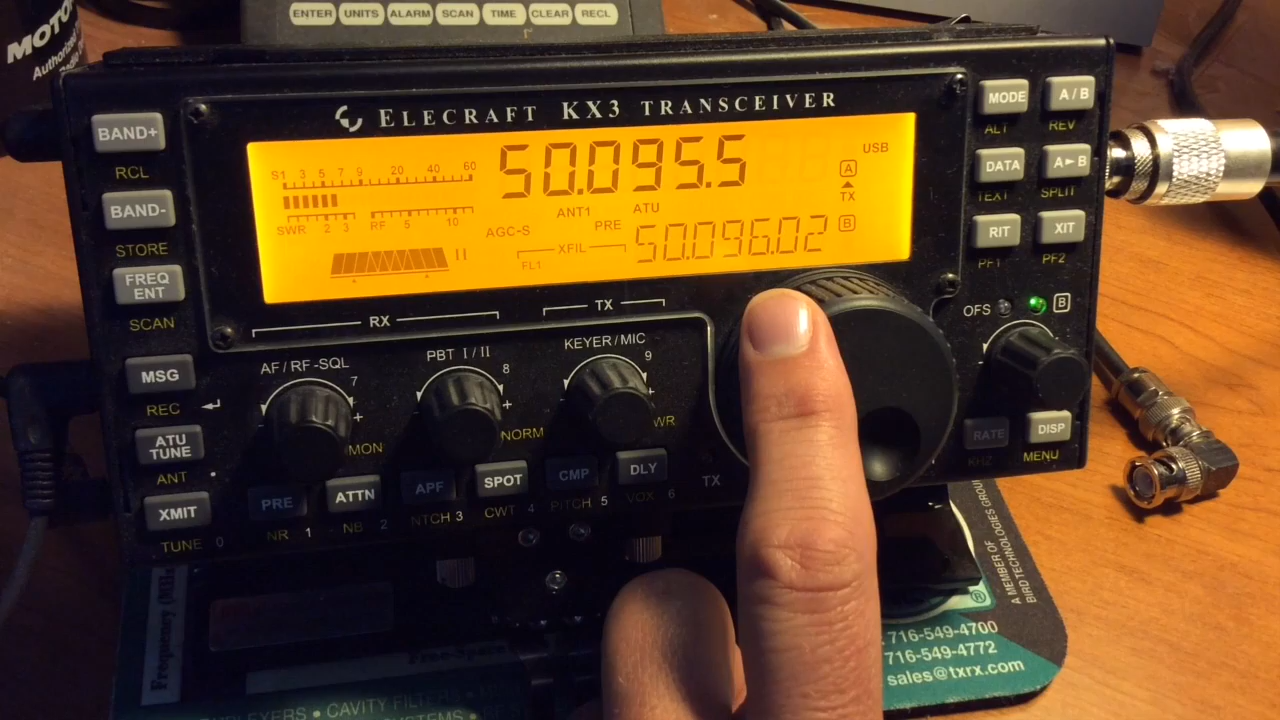 ENTER UNITS ALARM SCAN TIME CLEAR RECL
MOTO
Authorized
ELECRAFT KX3 TRANSCEIVER
BAND+
RCL
BAND-
STORE
FREQ
ENT
SCAN
MSG
REC
ATU
TUNE
ANT
XMIT
TUNE 0
S1 3 5 7 9 20 40 60
50.095.5
USB
A
TX
B
ANT1 ATU
SWR 2 3 RF 5 10
AGC-S PRE
50.096.02
XFIL
FL1
II
MODE
ALT
A / B
REV
DATA
TEXT
A►B
SPLIT
RIT
PF1
XIT
PF2
OFS B
RX
TX
AF / RF-SQL
7
+
MON
PBT I / II
8
+
NORM
KEYER / MIC
9
+
WR
PRE
NR 1
ATTN
NB 2
APF
NTCH 3
SPOT
CWT 4
CMP
PITCH 5
DLY
VOX 6
TX
RATE
KHZ
DISP
MENU
A MEMBER OF
BIRD TECHNOLOGIES GROUP
®
716-549-4700
716-549-4772
sales@txrx.com
CAVITY FILTERS